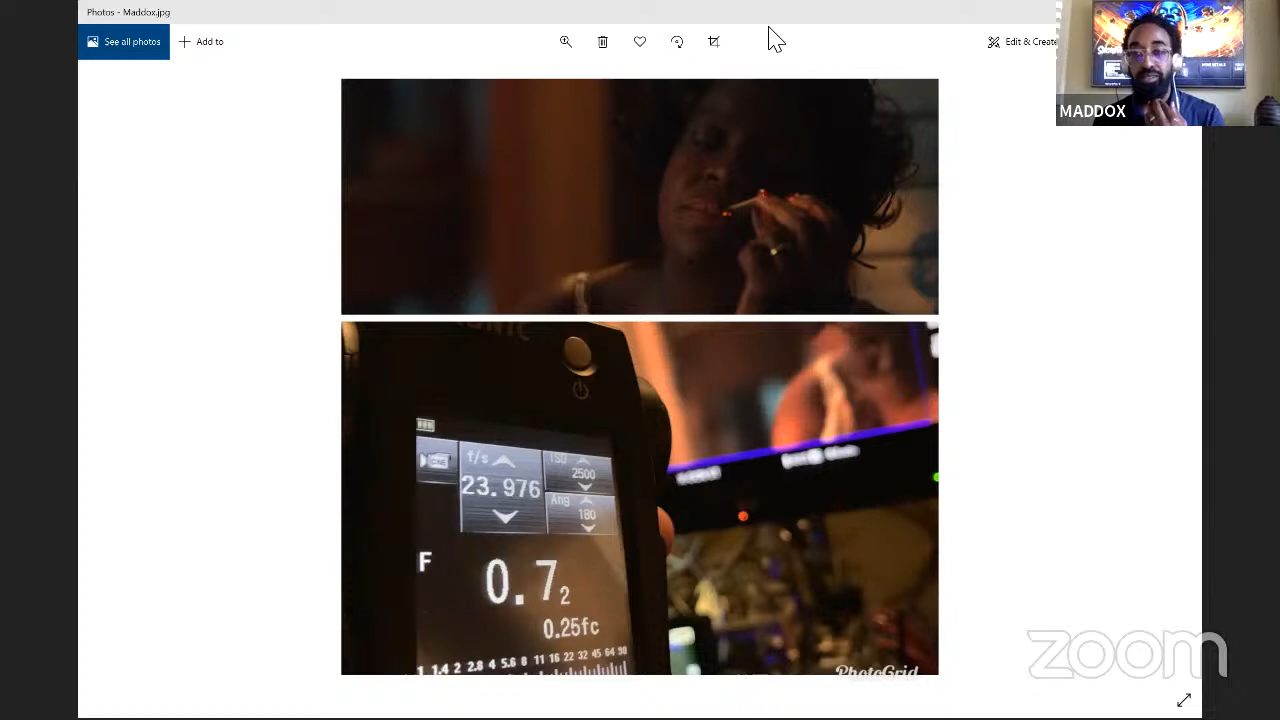 Photos - Maddox.jpg
See all photos
Add to
Edit & Create
MADDOX
f/s
23.976
ISO
2500
Ang
180
F
0.7 2
0.25fc
1 1.4 2 2.8 4 5.6 8 11 16 22 32 45 64 90
PhotoGrid
zoom